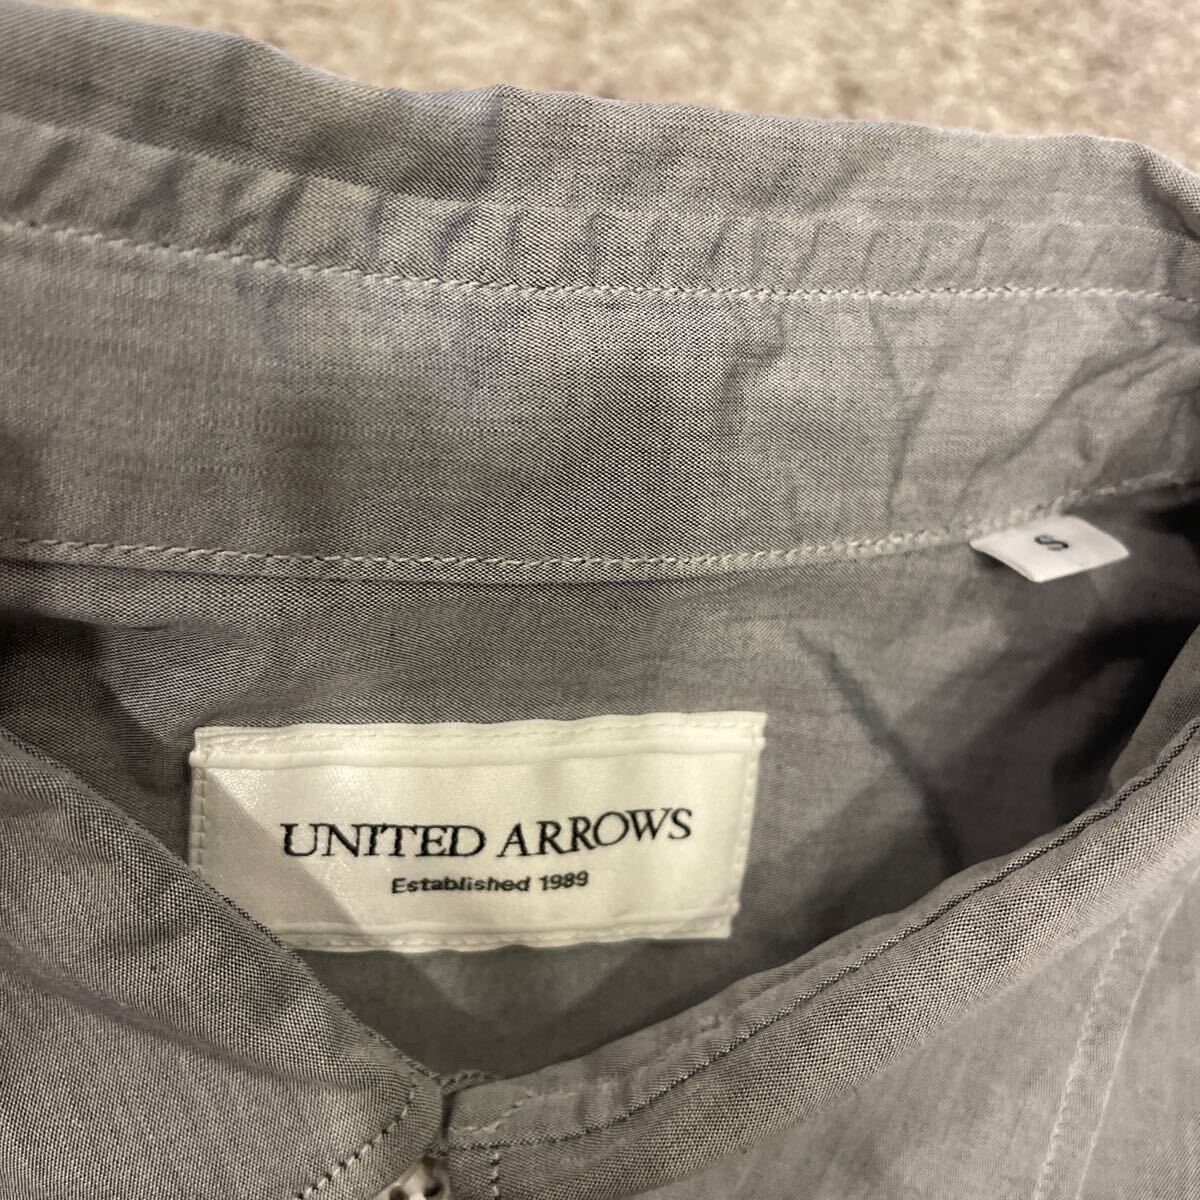 S
UNITED ARROWS
Established 1989